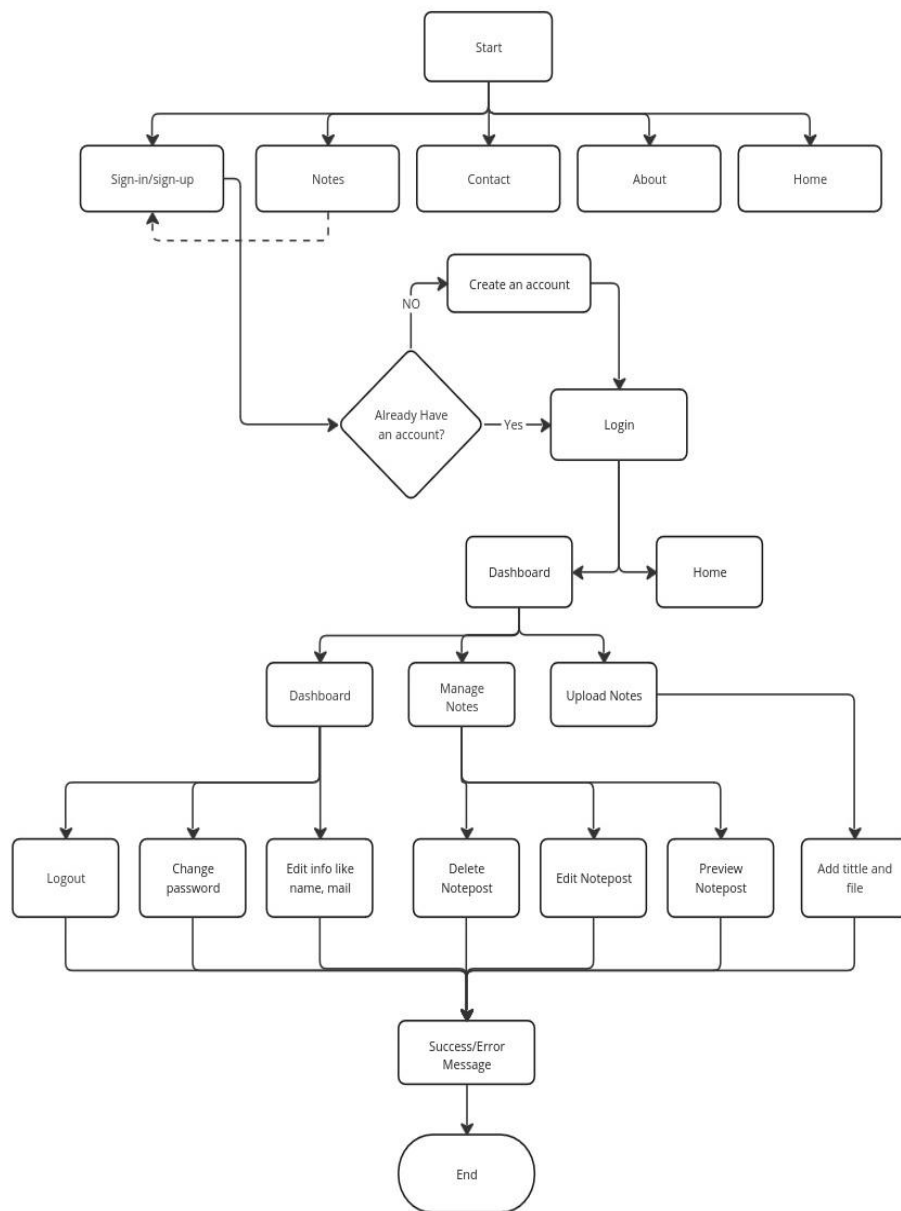 Start
Sign-in/sign-up
Notes
Contact
About
Home
Create an account
NO
Already Have
an account?
Yes
Login
Dashboard
Home
Dashboard
Manage
Notes
Upload Notes
Logout
Change
password
Edit info like
name, mail
Delete
Notepost
Edit Notepost
Preview
Notepost
Add tittle and
file
Success/Error
Message
End